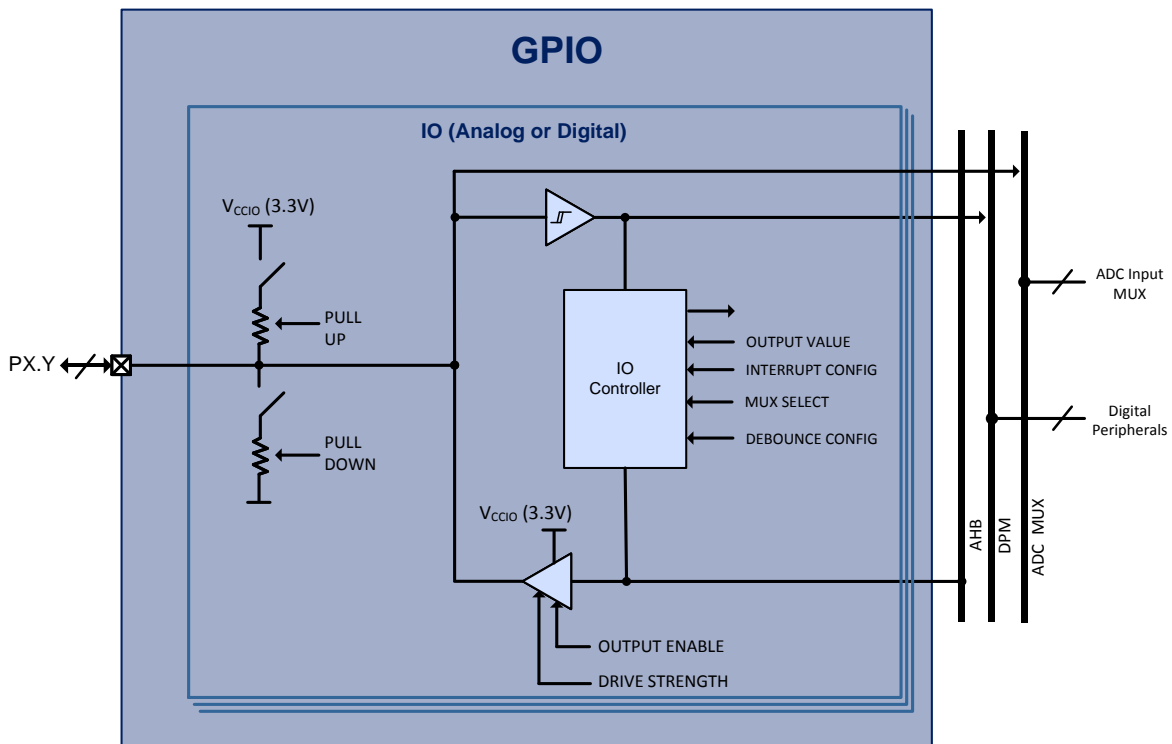 GPIO
IO (Analog or Digital)
VCCIO (3.3V)
PULL
UP
PX.Y
PULL
DOWN
IO
Controller
OUTPUT VALUE
INTERRUPT CONFIG
MUX SELECT
DEBOUNCE CONFIG
VCCIO (3.3V)
OUTPUT ENABLE
DRIVE STRENGTH
AHB
DPM
ADC MUX
ADC Input
MUX
Digital
Peripherals